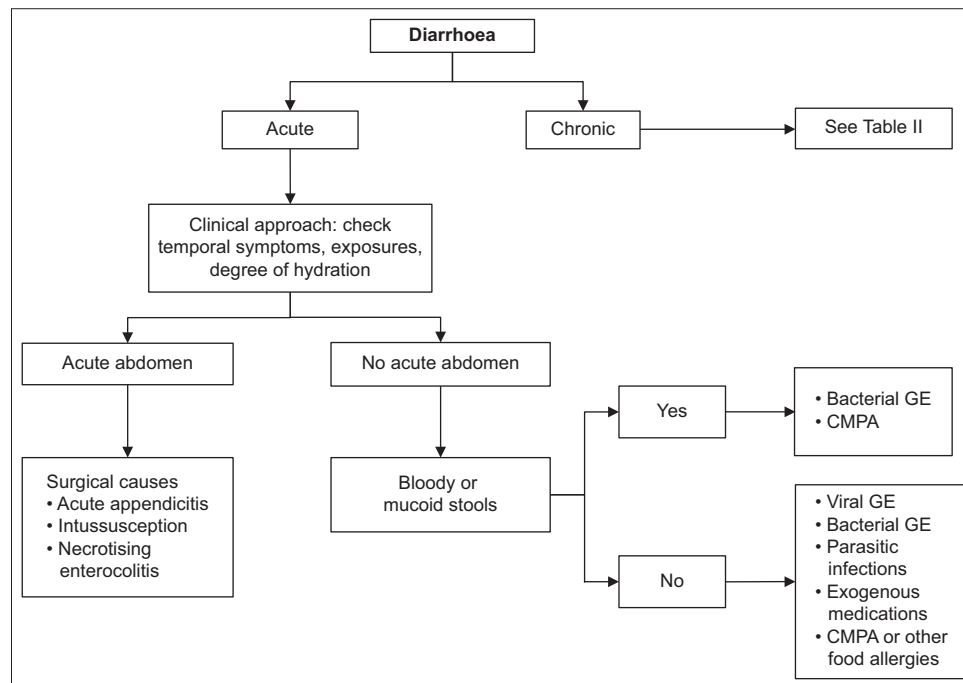 Diarrhoea
Acute
Chronic
See Table II
Clinical approach: check
temporal symptoms, exposures,
degree of hydration
Acute abdomen
No acute abdomen
Surgical causes
• Acute appendicitis
• Intussusception
• Necrotising
enterocolitis
Bloody or
mucoid stools
Yes
• Bacterial GE
• CMPA
No
• Viral GE
• Bacterial GE
• Parasitic
infections
• Exogenous
medications
• CMPA or other
food allergies